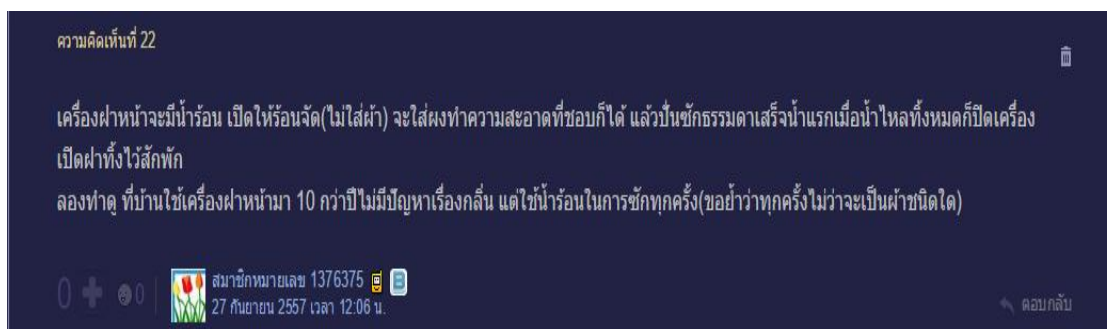 ความคิดเห็นที่ 22
เครื่องฝาหน้าจะมีน้ำร้อน เปิดให้ร้อนจัด(ไม่ใส่ผ้า) จะใส่ผงทำความสะอาดที่ชอบก็ได้ แล้วปั่นซักธรรมดาเสร็จน้ำแรกเมื่อน้ำไหลทิ้งหมดก็ปิดเครื่อง
เปิดฝาทิ้งไว้สักพัก
ลองทำดู ที่บ้านใช้เครื่องฝาหน้ามา 10 กว่าปีไม่มีปัญหาเรื่องกลิ่น แต่ใช้น้ำร้อนในการซักทุกครั้ง(ขอย้ำว่าทุกครั้งไม่ว่าจะเป็นผ้าชนิดใด)
0 0 สมาชิกหมายเลข 1376375
27 กันยายน 2557 เวลา 12:06 น.
ตอบกลับ